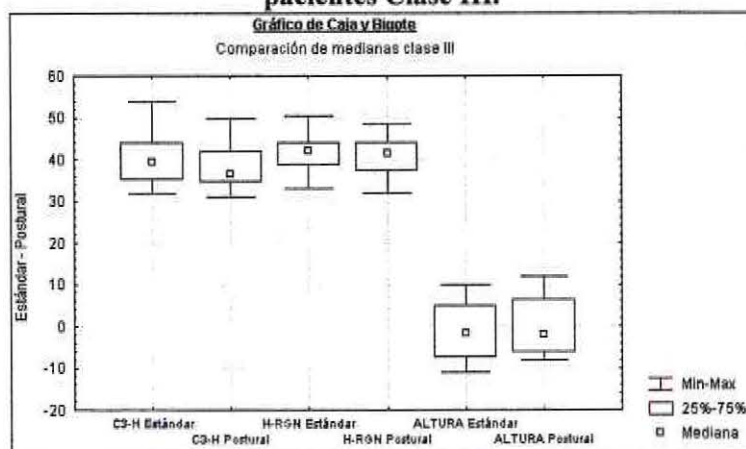 pacientes Clase III.
Gráfico de Caja y Bigote
Comparación de medianas clase III
Estándar - Postural
60
50
40
30
20
10
0
-10
-20
C3-H Estándar
C3-H Postural
H-RGN Estándar
H-RGN Postural
ALTURA Estándar
ALTURA Postural
Min-Max
25%-75%
Mediana